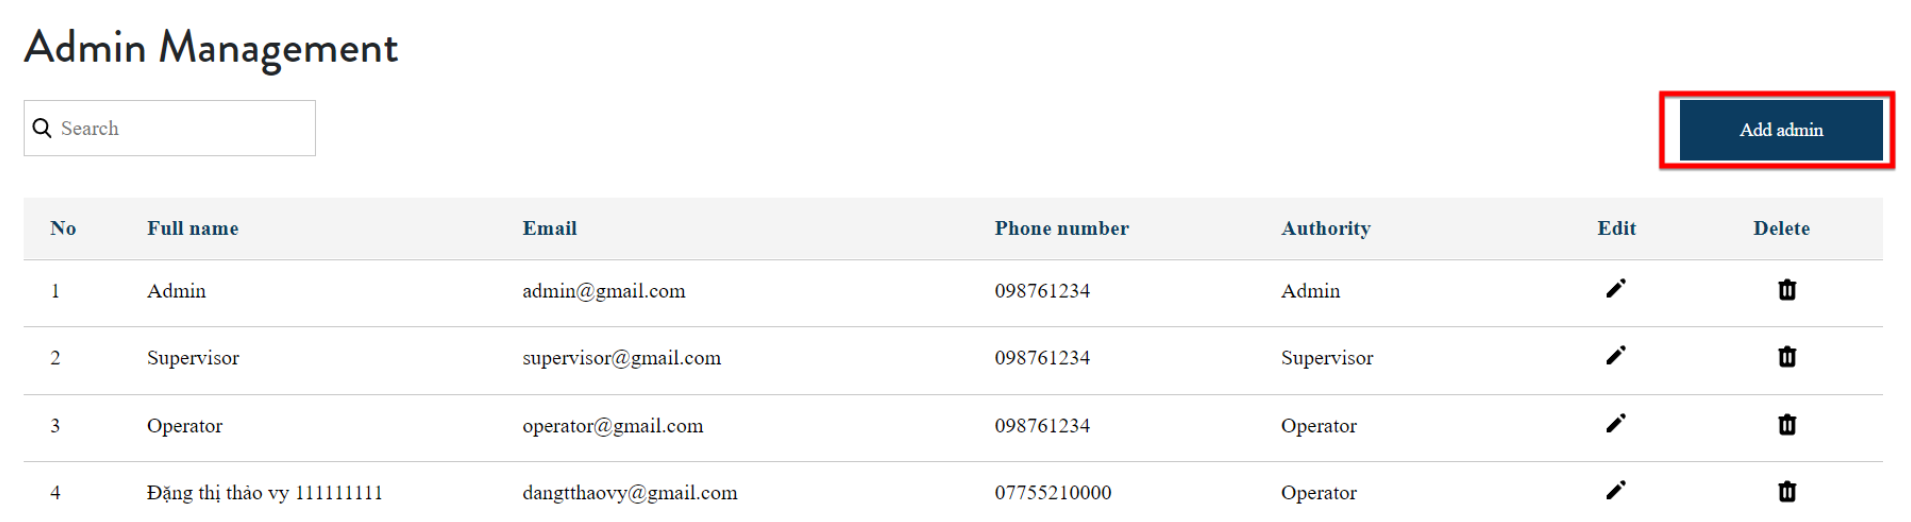 Admin Management
Search
Add admin
No Full name Email Phone number Authority Edit Delete
1 Admin admin@gmail.com 098761234 Admin
2 Supervisor supervisor@gmail.com 098761234 Supervisor
3 Operator operator@gmail.com 098761234 Operator
4 Đặng thị thảo vy 111111111 dangtthaovy@gmail.com 07755210000 Operator